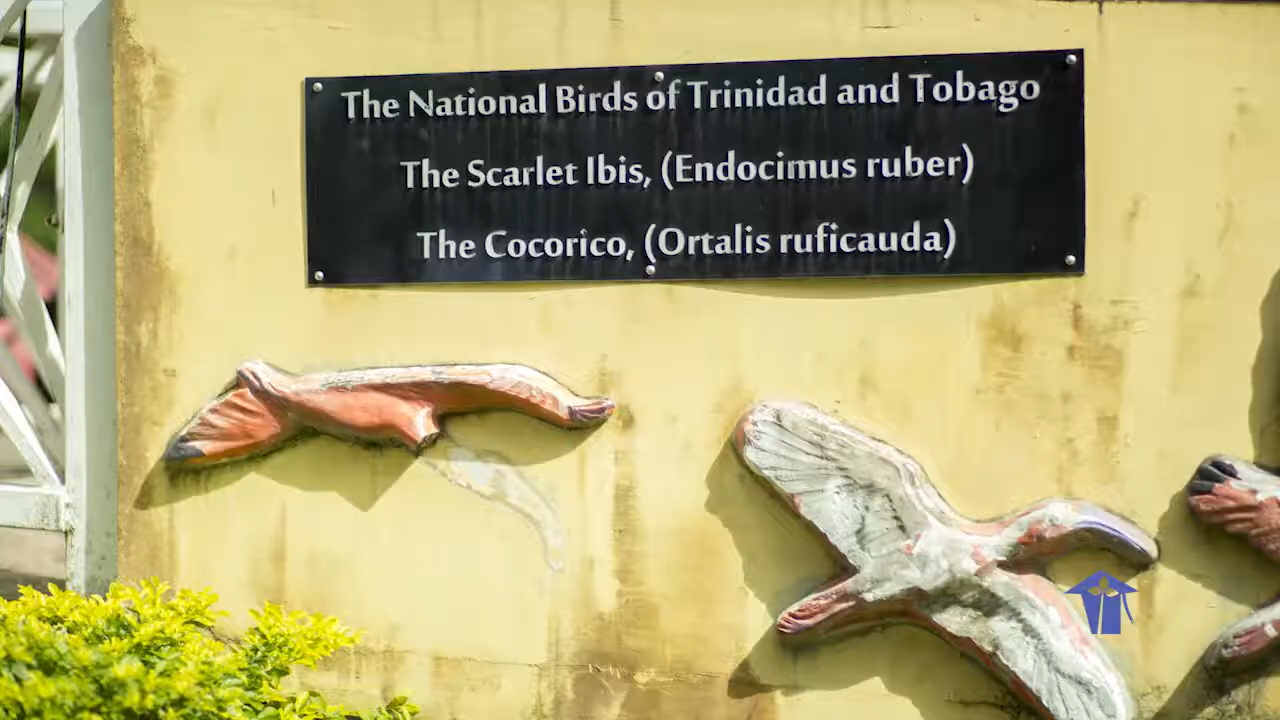 The National Birds of Trinidad and Tobago
The Scarlet Ibis, (Endocimus ruber)
The Cocorico, (Ortalis ruficauda)